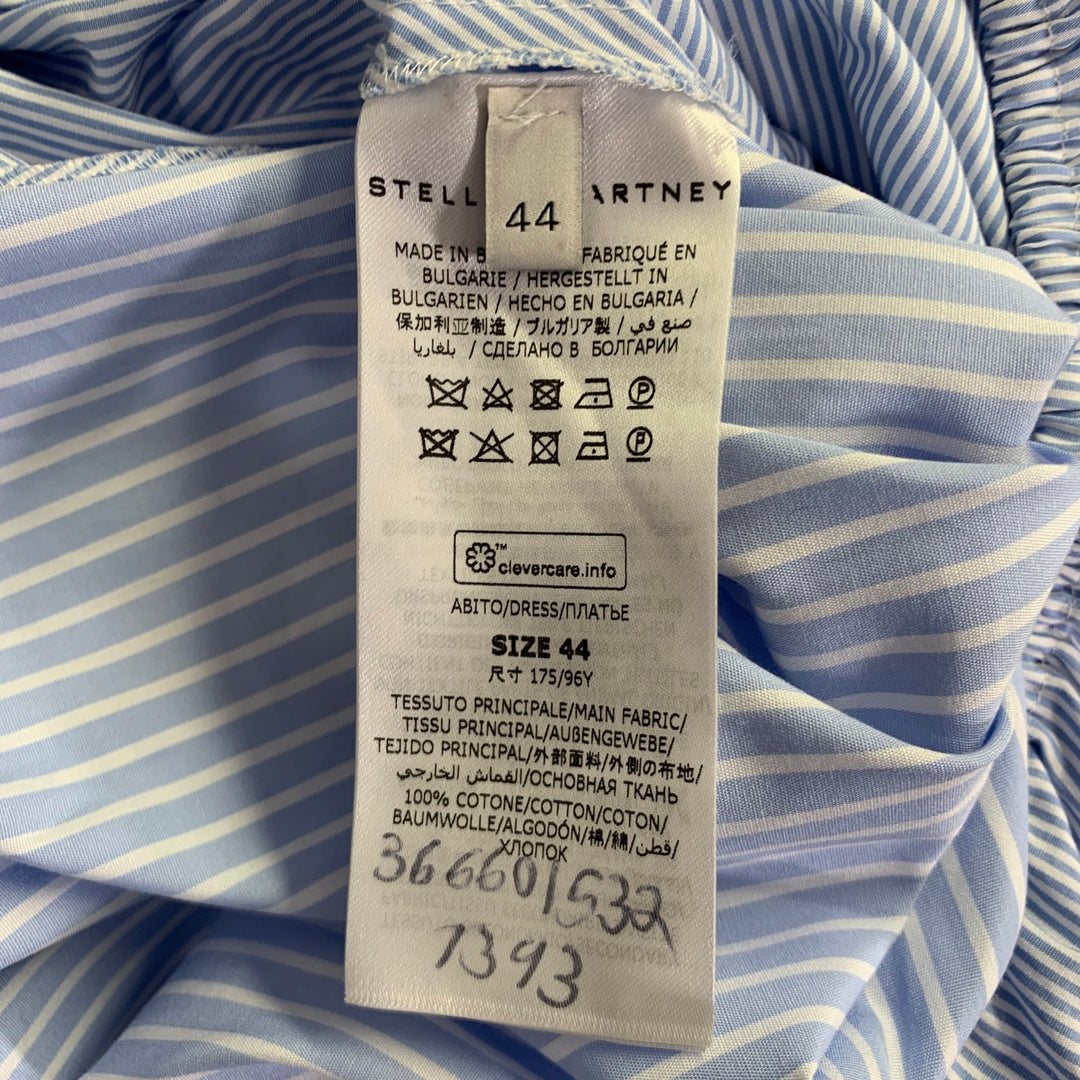 STELL ARTNEY
44
MADE IN B FABRIQUÉ EN
BULGARIE / HERGESTELLT IN
BULGARIEN / HECHO EN BULGARIA /
保加利亚制造 / ブルガリア製 / صنع في
بلغاريا / СДЕЛАНО В БОЛГАРИИ
clevercare.info™
ABITO/DRESS/ПЛАТЬЕ
SIZE 44
尺寸 175/96Y
TESSUTO PRINCIPALE/MAIN FABRIC/
TISSU PRINCIPAL/AUßENGEWEBE/
TEJIDO PRINCIPAL/外部面料/外側の布地/
القماش الخارجي/ОСНОВНАЯ ТКАНЬ
100% COTONE/COTTON/COTON/
BAUMWOLLE/ALGODÓN/棉/綿/قطن/
ХЛОПОК
366601S32
1393